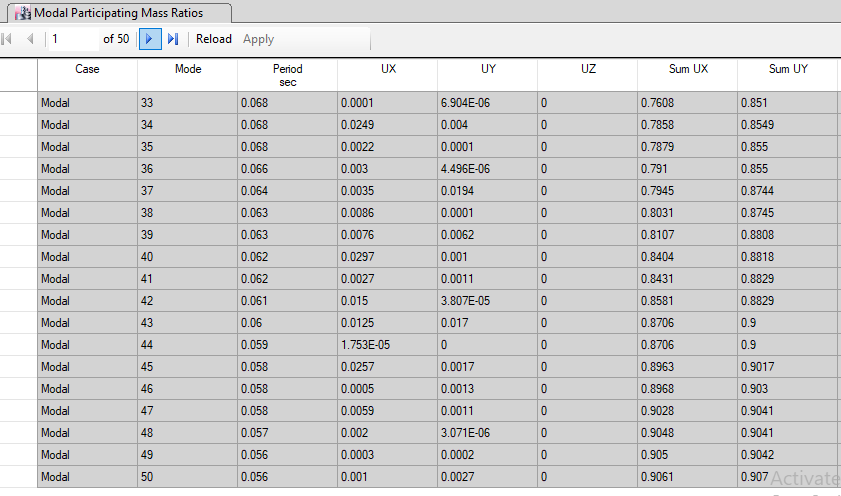 Modal Participating Mass Ratios
1 of 50 Reload Apply
Case Mode Period UX UY UZ Sum UX Sum UY
sec
Modal 33 0.068 0.0001 6.904E-06 0 0.7608 0.851
Modal 34 0.068 0.0249 0.004 0 0.7858 0.8549
Modal 35 0.068 0.0022 0.0001 0 0.7879 0.855
Modal 36 0.066 0.003 4.496E-06 0 0.791 0.855
Modal 37 0.064 0.0035 0.0194 0 0.7945 0.8744
Modal 38 0.063 0.0086 0.0001 0 0.8031 0.8745
Modal 39 0.063 0.0076 0.0062 0 0.8107 0.8808
Modal 40 0.062 0.0297 0.001 0 0.8404 0.8818
Modal 41 0.062 0.0027 0.0011 0 0.8431 0.8829
Modal 42 0.061 0.015 3.807E-05 0 0.8581 0.8829
Modal 43 0.06 0.0125 0.017 0 0.8706 0.9
Modal 44 0.059 1.753E-05 0 0 0.8706 0.9
Modal 45 0.058 0.0257 0.0017 0 0.8963 0.9017
Modal 46 0.058 0.0005 0.0013 0 0.8968 0.903
Modal 47 0.058 0.0059 0.0011 0 0.9028 0.9041
Modal 48 0.057 0.002 3.071E-06 0 0.9048 0.9041
Modal 49 0.056 0.0003 0.0002 0 0.905 0.9042
Modal 50 0.056 0.001 0.0027 0 0.9061 0.907
Activate